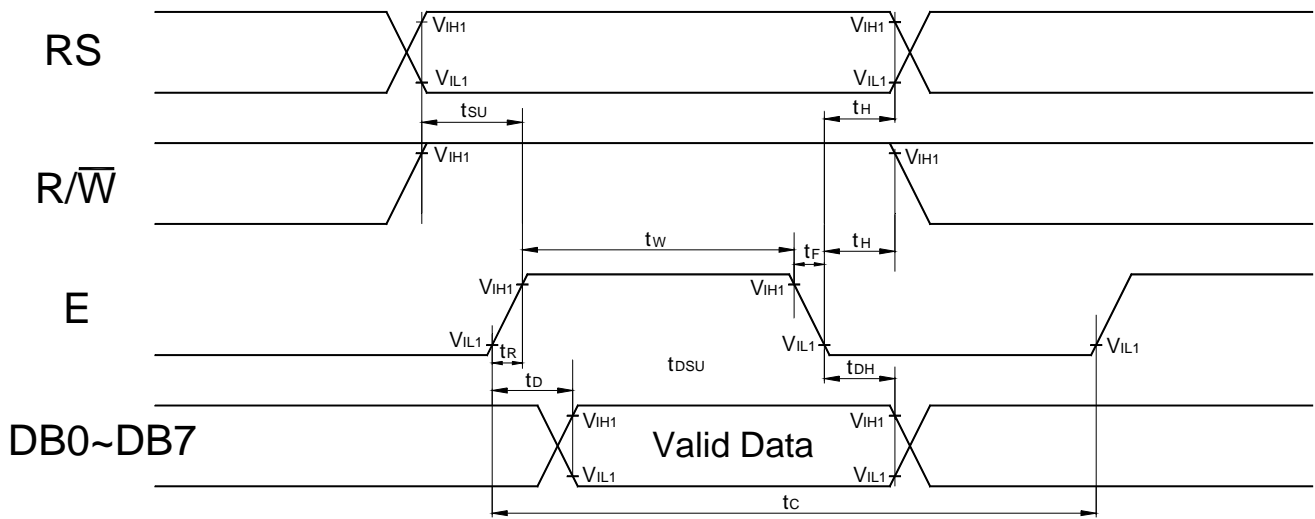 RS
VIH1
VIL1
VIH1
VIL1
tSU
tH
R/W̅
VIH1
VIH1
tW
tF
tH
E
VIH1
VIH1
VIL1
VIL1
VIL1
tR
tD
tDSU
tDH
DB0~DB7
VIH1
VIL1
Valid Data
VIH1
VIL1
tC